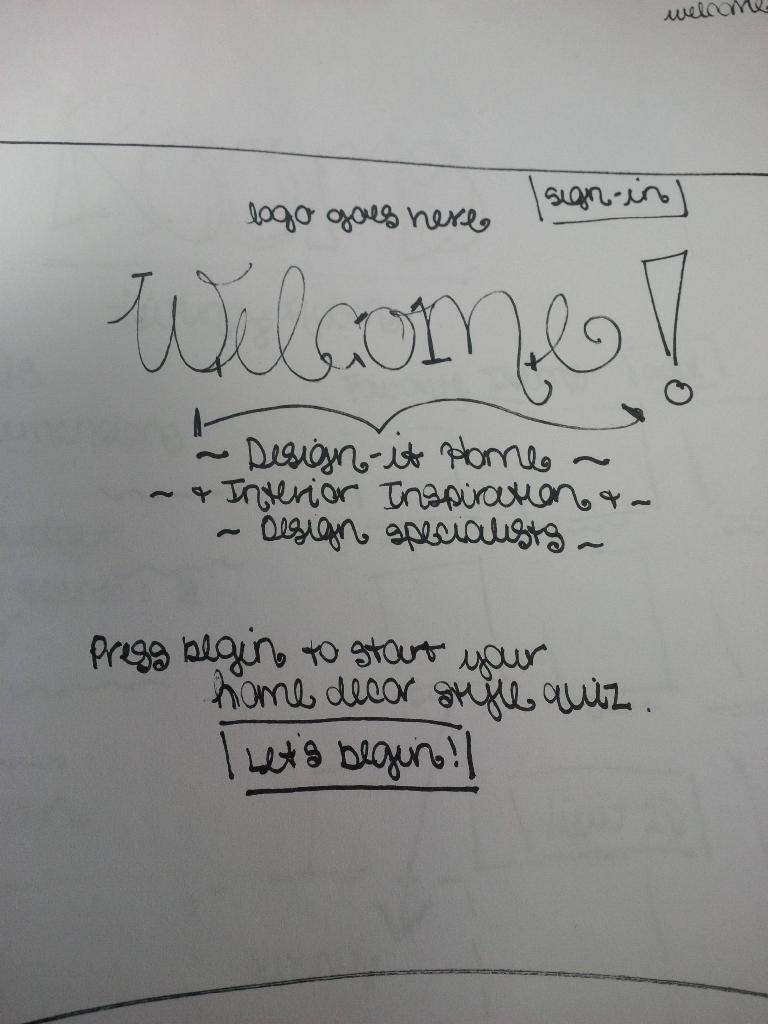 welcome
logo goes here
sign-in
Welcome!
~ Design-it Home ~
~ + Interior Inspiration + ~
~ Design specialists ~
Press begin to start your
home decor style quiz.
Let's begin!